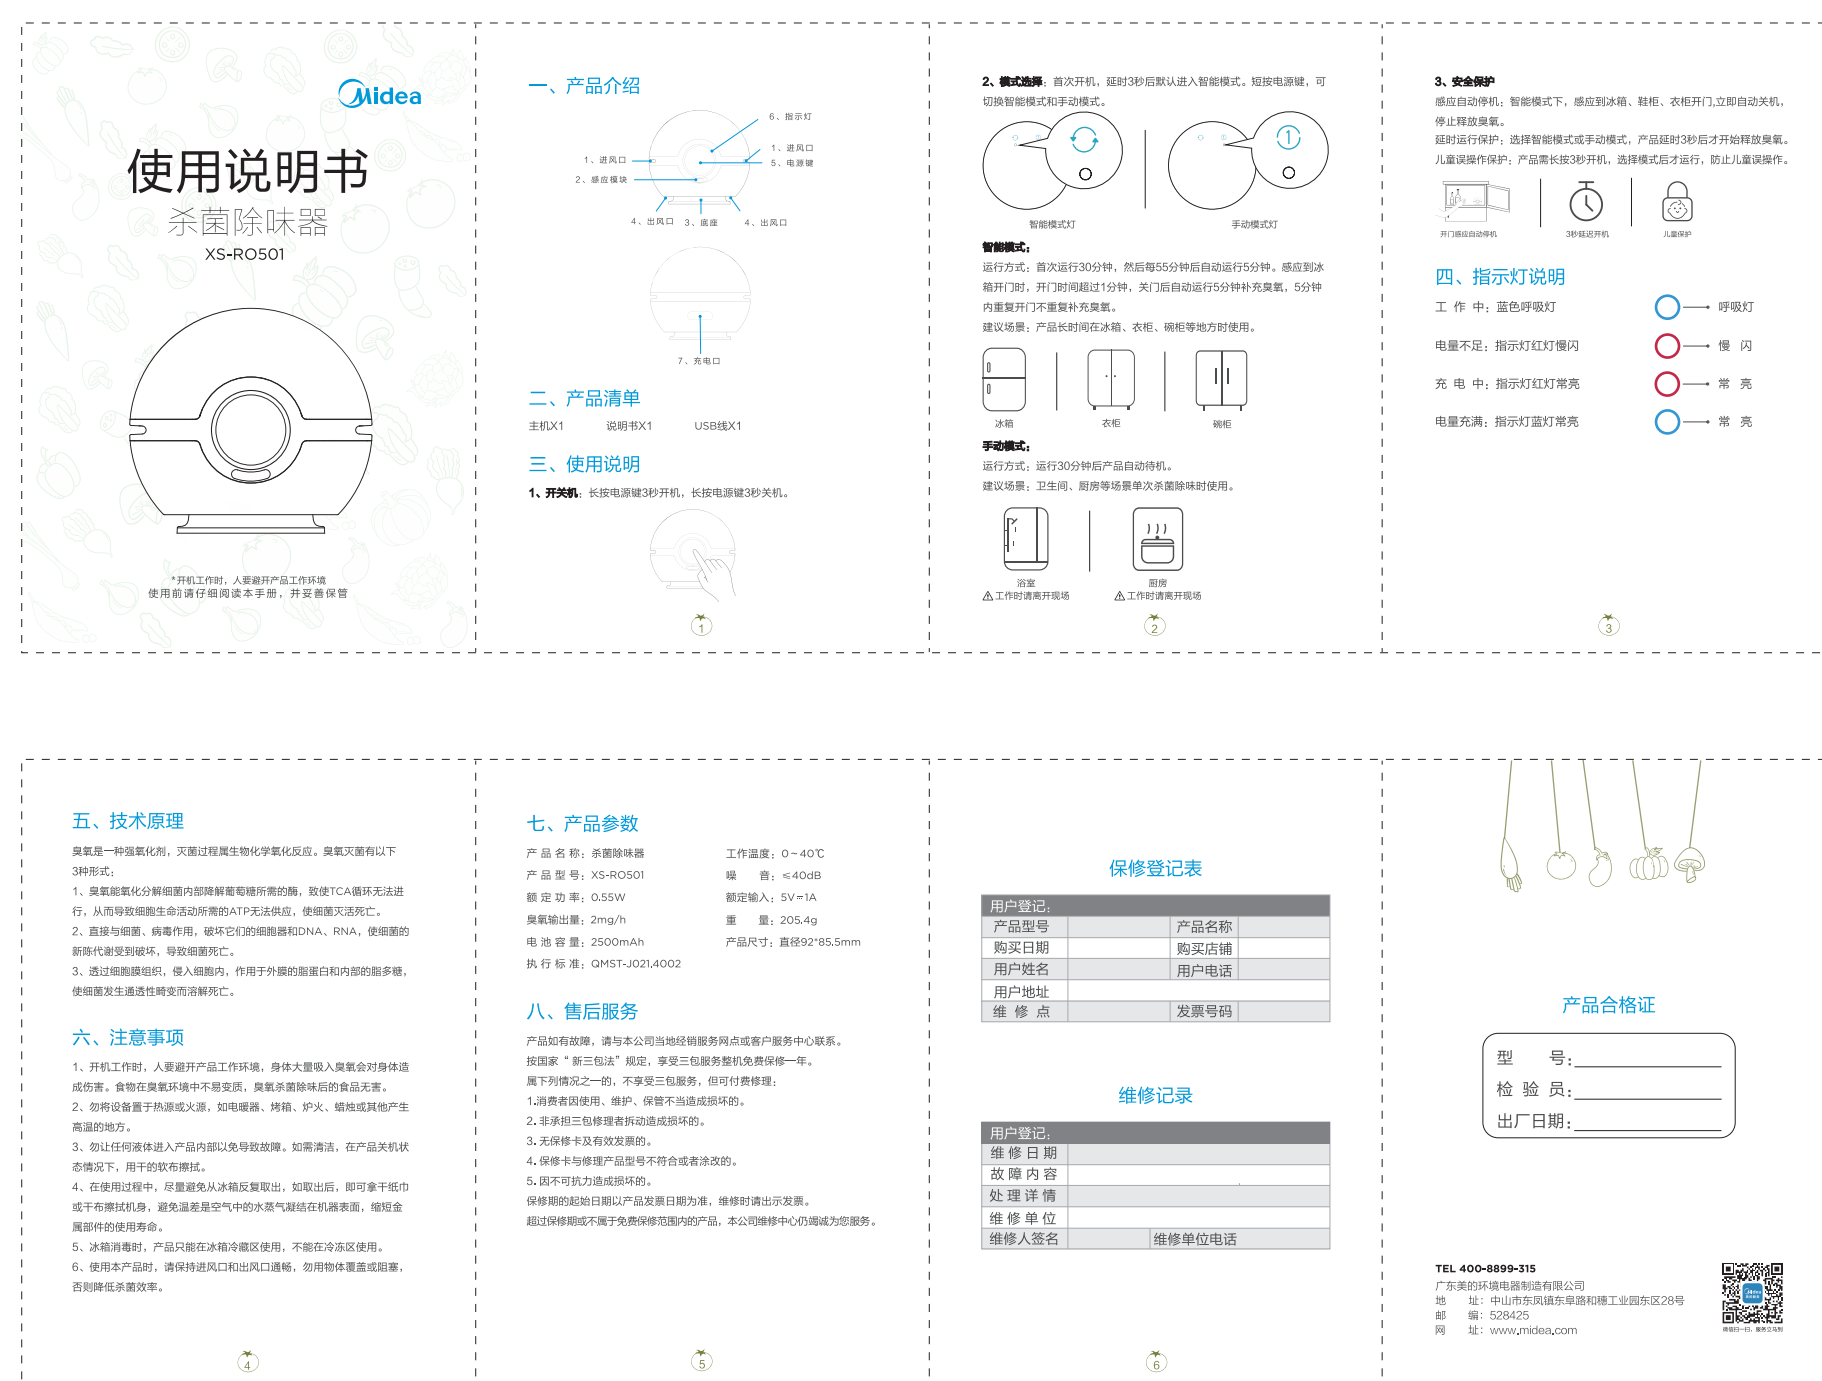 Midea
使用说明书
杀菌除味器
XS-RO501
*开机工作时，人要避开产品工作环境
使用前请仔细阅读本手册，并妥善保管
一、产品介绍
6、指示灯
1、进风口
1、进风口
5、电源键
2、感应模块
4、出风口
3、底座
4、出风口
7、充电口
二、产品清单
主机X1 说明书X1 USB线X1
三、使用说明
1、开关机：长按电源键3秒开机，长按电源键3秒关机。
1
2、模式选择：首次开机，延时3秒后默认进入智能模式。短按电源键，可
切换智能模式和手动模式。
1
智能模式灯 手动模式灯
智能模式：
运行方式：首次运行30分钟，然后每55分钟后自动运行5分钟。感应到冰
箱开门时，开门时间超过1分钟，关门后自动运行5分钟补充臭氧，5分钟
内重复开门不重复补充臭氧。
建议场景：产品长时间在冰箱、衣柜、碗柜等地方时使用。
冰箱 衣柜 碗柜
手动模式：
运行方式：运行30分钟后产品自动待机。
建议场景：卫生间、厨房等场景单次杀菌除味时使用。
浴室 厨房
工作时请离开现场 工作时请离开现场
2
3、安全保护
感应自动停机：智能模式下，感应到冰箱、鞋柜、衣柜开门,立即自动关机，
停止释放臭氧。
延时运行保护：选择智能模式或手动模式，产品延时3秒后才开始释放臭氧。
儿童误操作保护：产品需长按3秒开机，选择模式后才运行，防止儿童误操作。
开门感应自动停机 3秒延迟开机 儿童保护
四、指示灯说明
工 作 中：蓝色呼吸灯 呼吸灯
电量不足：指示灯红灯慢闪 慢 闪
充 电 中：指示灯红灯常亮 常 亮
电量充满：指示灯蓝灯常亮 常 亮
3
五、技术原理
臭氧是一种强氧化剂，灭菌过程属生物化学氧化反应。臭氧灭菌有以下
3种形式：
1、臭氧能氧化分解细菌内部降解葡萄糖所需的酶，致使TCA循环无法进
行，从而导致细胞生命活动所需的ATP无法供应，使细菌灭活死亡。
2、直接与细菌、病毒作用，破坏它们的细胞器和DNA、RNA，使细菌的
新陈代谢受到破坏，导致细菌死亡。
3、透过细胞膜组织，侵入细胞内，作用于外膜的脂蛋白和内部的脂多糖，
使细菌发生通透性畸变而溶解死亡。
六、注意事项
1、开机工作时，人要避开产品工作环境，身体大量吸入臭氧会对身体造
成伤害。食物在臭氧环境中不易变质，臭氧杀菌除味后的食品无害。
2、勿将设备置于热源或火源，如电暖器、烤箱、炉火、蜡烛或其他产生
高温的地方。
3、勿让任何液体进入产品内部以免导致故障。如需清洁，在产品关机状
态情况下，用干的软布擦拭。
4、在使用过程中，尽量避免从冰箱反复取出，如取出后，即可拿干纸巾
或干布擦拭机身，避免温差是空气中的水蒸气凝结在机器表面，缩短金
属部件的使用寿命。
5、冰箱消毒时，产品只能在冰箱冷藏区使用，不能在冷冻区使用。
6、使用本产品时，请保持进风口和出风口通畅，勿用物体覆盖或阻塞，
否则降低杀菌效率。
4
七、产品参数
产 品 名 称：杀菌除味器 工作温度：0~40℃
产 品 型 号：XS-RO501 噪 音：≤40dB
额 定 功 率：0.55W 额定输入：5V⎓1A
臭氧输出量：2mg/h 重 量：205.4g
电 池 容 量：2500mAh 产品尺寸：直径92*85.5mm
执 行 标 准：QMST-J021.4002
八、售后服务
产品如有故障，请与本公司当地经销服务网点或客户服务中心联系。
按国家“ 新三包法”规定，享受三包服务整机免费保修一年。
属下列情况之一的，不享受三包服务，但可付费修理：
1.消费者因使用、维护、保管不当造成损坏的。
2. 非承担三包修理者拆动造成损坏的。
3. 无保修卡及有效发票的。
4. 保修卡与修理产品型号不符合或者涂改的。
5. 因不可抗力造成损坏的。
保修期的起始日期以产品发票日期为准，维修时请出示发票。
超过保修期或不属于免费保修范围内的产品，本公司维修中心仍竭诚为您服务。
5
保修登记表
用户登记：
产品型号 产品名称
购买日期 购买店铺
用户姓名 用户电话
用户地址
维 修 点 发票号码
维修记录
用户登记：
维修日期
故障内容
处理详情
维修单位
维修人签名 维修单位电话
6
产品合格证
型 号：
检 验 员：
出厂日期：
TEL 400-8899-315
广东美的环境电器制造有限公司
地 址：中山市东凤镇东阜路和穗工业园东区28号
邮 编：528425
网 址：www.midea.com
Midea
微信扫一扫，服务立马到